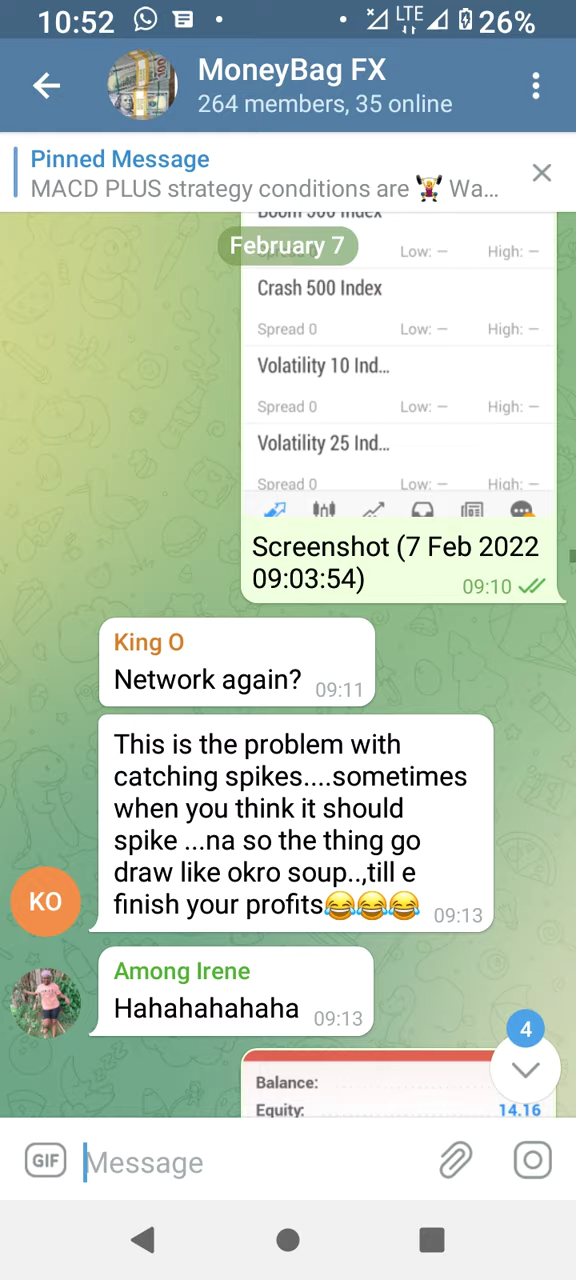 10:52 LTE 26%
MoneyBag FX
264 members, 35 online
Pinned Message
MACD PLUS strategy conditions are 🏋️‍♀️ Wa...
February 7
Low: – High: –
Crash 500 Index
Spread 0 Low: – High: –
Volatility 10 Ind...
Spread 0 Low: – High: –
Volatility 25 Ind...
Spread 0 Low: – High: –
Screenshot (7 Feb 2022
09:03:54) 09:10
King O
Network again? 09:11
This is the problem with
catching spikes....sometimes
when you think it should
spike ...na so the thing go
draw like okro soup..,till e
finish your profits😂😂😂 09:13
KO
Among Irene
Hahahahahaha 09:13
4
Balance:
Equity: 14.16
GIF Message